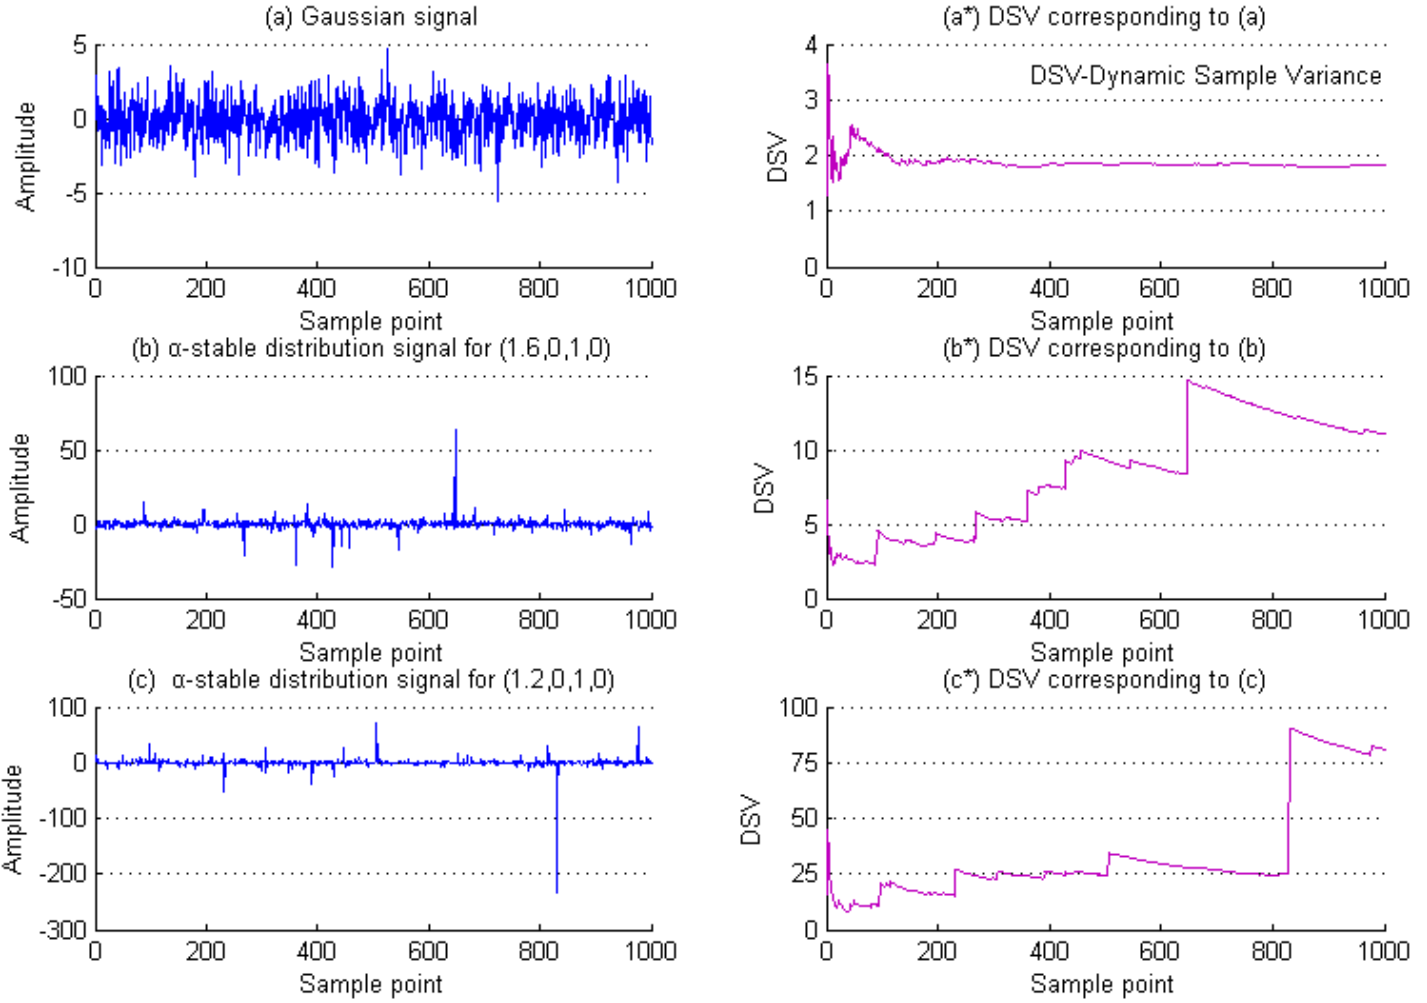 (a) Gaussian signal
5
0
-5
-10
Amplitude
0 200 400 600 800 1000
Sample point
(a*) DSV corresponding to (a)
DSV-Dynamic Sample Variance
4
3
2
1
0
DSV
0 200 400 600 800 1000
Sample point
(b) α-stable distribution signal for (1.6,0,1,0)
100
50
0
-50
Amplitude
0 200 400 600 800 1000
Sample point
(b*) DSV corresponding to (b)
15
10
5
0
DSV
0 200 400 600 800 1000
Sample point
(c) α-stable distribution signal for (1.2,0,1,0)
100
0
-100
-200
-300
Amplitude
0 200 400 600 800 1000
Sample point
(c*) DSV corresponding to (c)
100
75
50
25
0
DSV
0 200 400 600 800 1000
Sample point